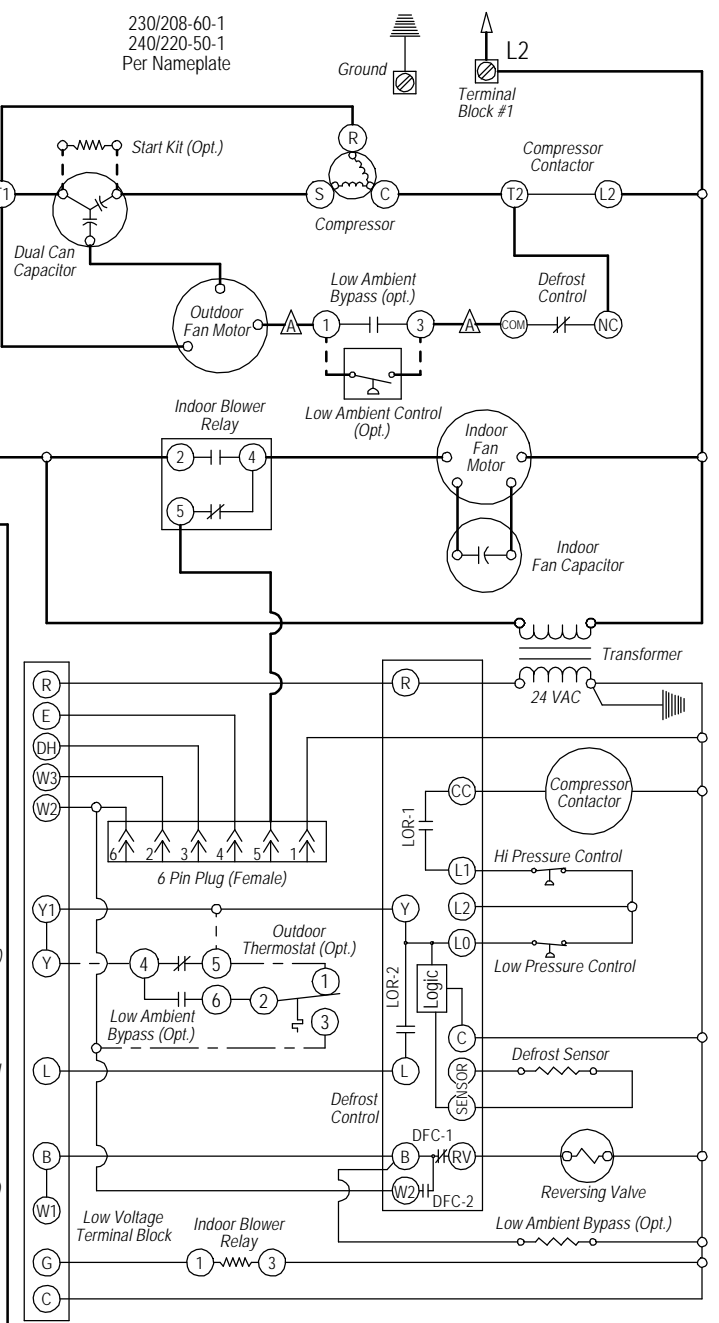 230/208-60-1
240/220-50-1
Per Nameplate
Ground
L2
Terminal
Block #1
R
Start Kit (Opt.)
Compressor
Contactor
T1
S
C
T2
L2
Compressor
Dual Can
Capacitor
Low Ambient
Bypass (opt.)
Defrost
Control
Outdoor
Fan Motor
A
1
3
A
COM
NC
Low Ambient Control
(Opt.)
Indoor Blower
Relay
2
4
5
Indoor
Fan
Motor
Indoor
Fan Capacitor
Transformer
24 VAC
R
R
E
DH
W3
W2
6
2
3
4
5
1
6 Pin Plug (Female)
CC
Compressor
Contactor
LOR-1
L1
Hi Pressure Control
L2
L0
Low Pressure Control
Y1
Y
Y
Outdoor
Thermostat (Opt.)
4
5
1
6
2
3
Low Ambient
Bypass (Opt.)
LOR-2
Logic
C
SENSOR
Defrost Sensor
L
L
Defrost
Control
B
B
DFC-1
RV
Reversing Valve
W2
DFC-2
W1
Low Voltage
Terminal Block
Indoor Blower
Relay
Low Ambient Bypass (Opt.)
G
1
3
C